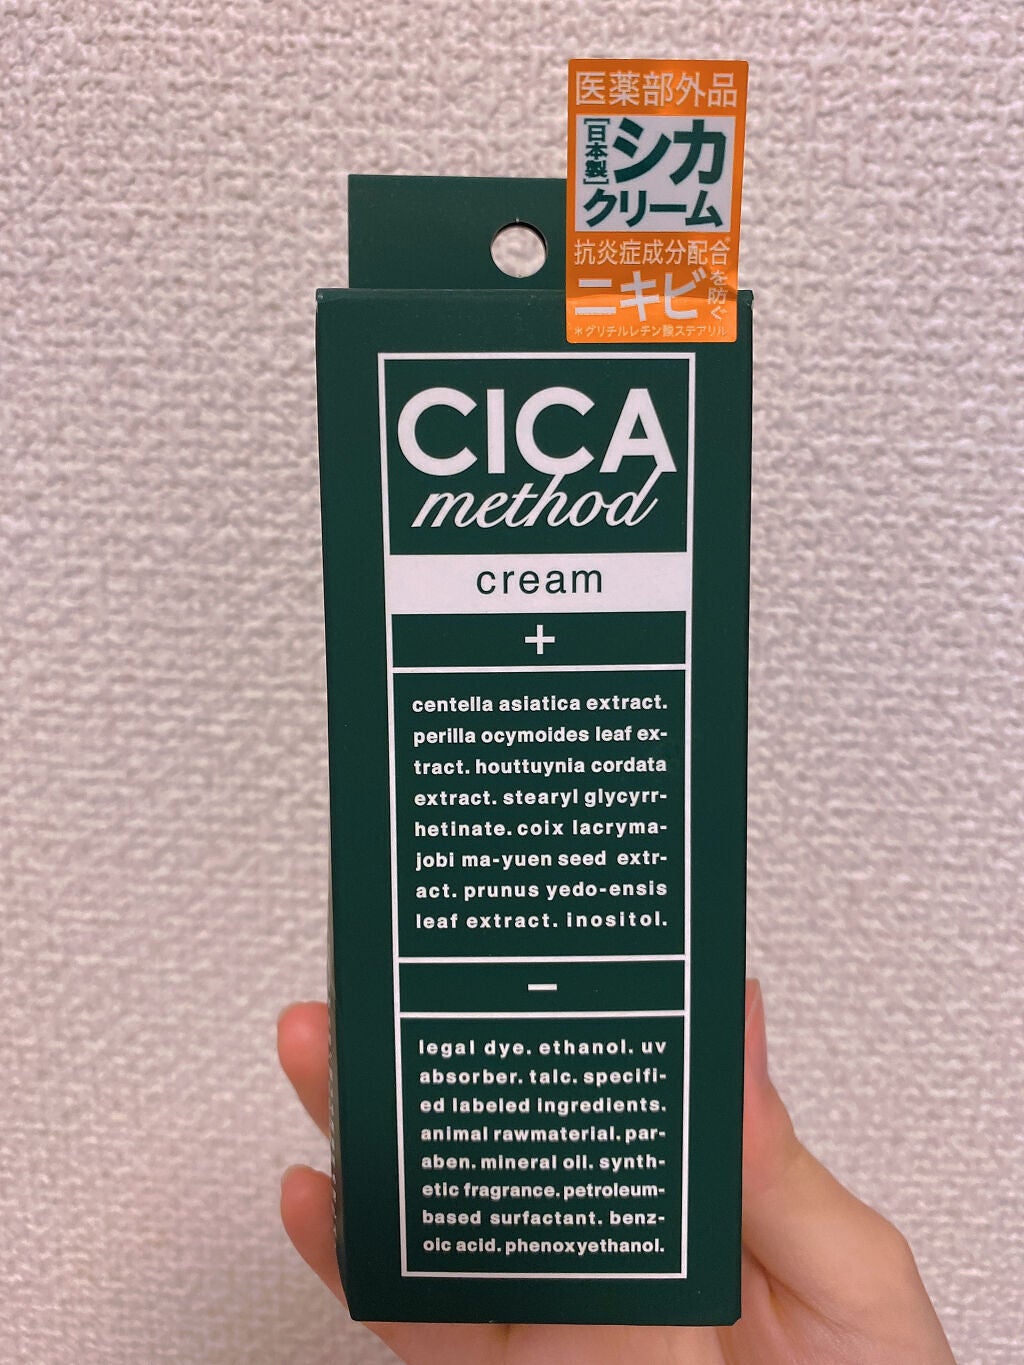 医薬部外品
[日本製]シカ
クリーム
抗炎症成分配合*
ニキビを防ぐ
*グリチルレチン酸ステアリル
CICA
method
cream
+
centella asiatica extract.
perilla ocymoides leaf ex-
tract. houttuynia cordata
extract. stearyl glycyrr-
hetinate. coix lacryma-
jobi ma-yuen seed extr-
act. prunus yedo-ensis
leaf extract. inositol.
−
legal dye. ethanol. uv
absorber. talc. specifi-
ed labeled ingredients.
animal rawmaterial. par-
aben. mineral oil. synth-
etic fragrance. petroleum-
based surfactant. benz-
oic acid. phenoxyethanol.